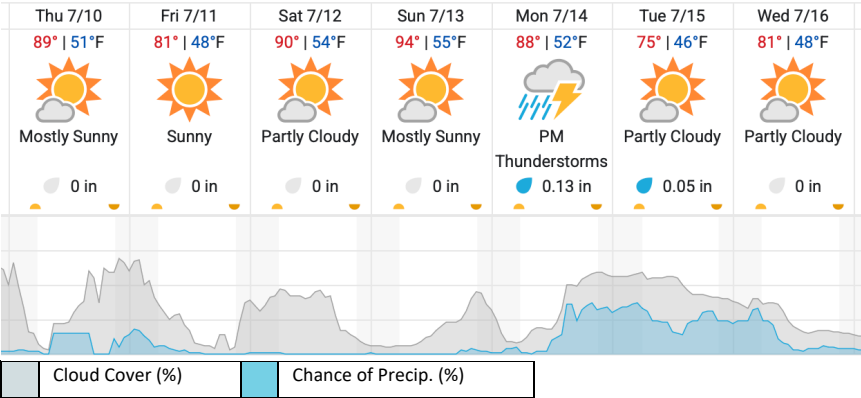 Thu 7/10 Fri 7/11 Sat 7/12 Sun 7/13 Mon 7/14 Tue 7/15 Wed 7/16
89° | 51°F 81° | 48°F 90° | 54°F 94° | 55°F 88° | 52°F 75° | 46°F 81° | 48°F
Mostly Sunny Sunny Partly Cloudy Mostly Sunny PM Partly Cloudy Partly Cloudy
Thunderstorms
0 in 0 in 0 in 0 in 0.13 in 0.05 in 0 in
Cloud Cover (%) Chance of Precip. (%)